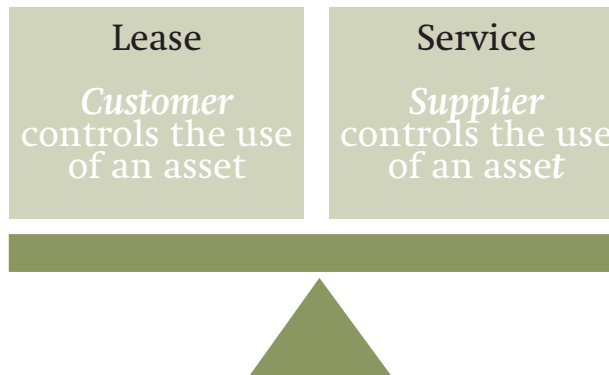 Lease
Customer
controls the use
of an asset
Service
Supplier
controls the use
of an asset